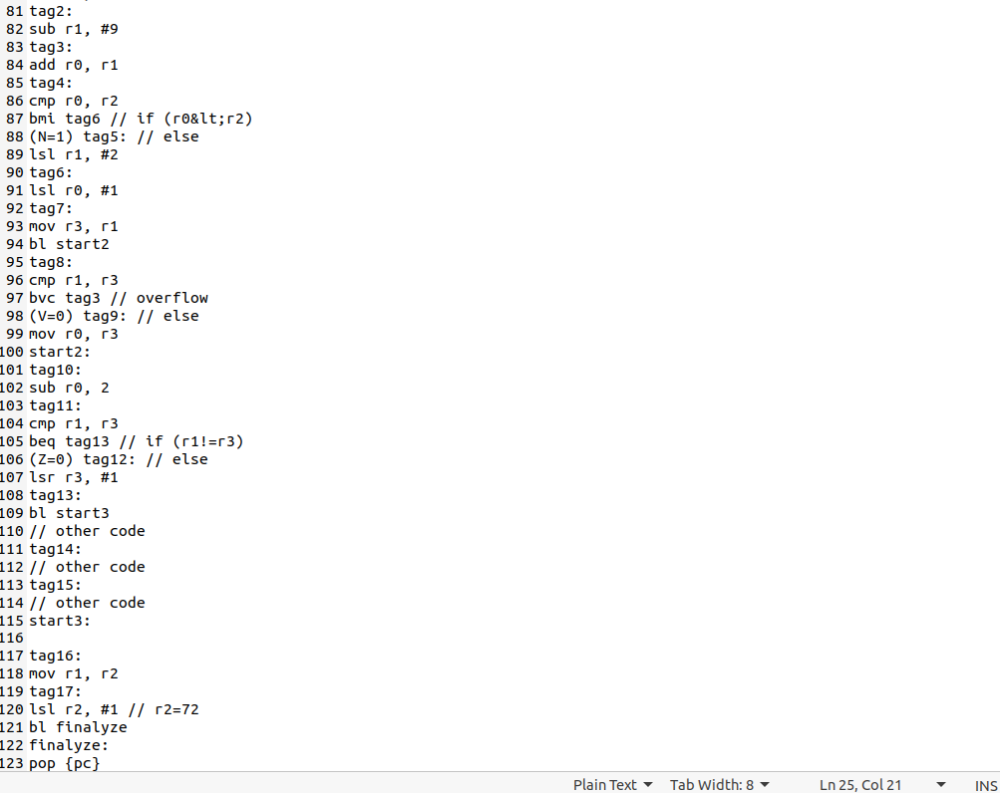 81 tag2:
82 sub r1, #9
83 tag3:
84 add r0, r1
85 tag4:
86 cmp r0, r2
87 bmi tag6 // if (r0&lt;r2)
88 (N=1) tag5: // else
89 lsl r1, #2
90 tag6:
91 lsl r0, #1
92 tag7:
93 mov r3, r1
94 bl start2
95 tag8:
96 cmp r1, r3
97 bvc tag3 // overflow
98 (V=0) tag9: // else
99 mov r0, r3
100 start2:
101 tag10:
102 sub r0, 2
103 tag11:
104 cmp r1, r3
105 beq tag13 // if (r1!=r3)
106 (Z=0) tag12: // else
107 lsr r3, #1
108 tag13:
109 bl start3
110 // other code
111 tag14:
112 // other code
113 tag15:
114 // other code
115 start3:
116
117 tag16:
118 mov r1, r2
119 tag17:
120 lsl r2, #1 // r2=72
121 bl finalyze
122 finalyze:
123 pop {pc}
Plain Text Tab Width: 8 Ln 25, Col 21 INS